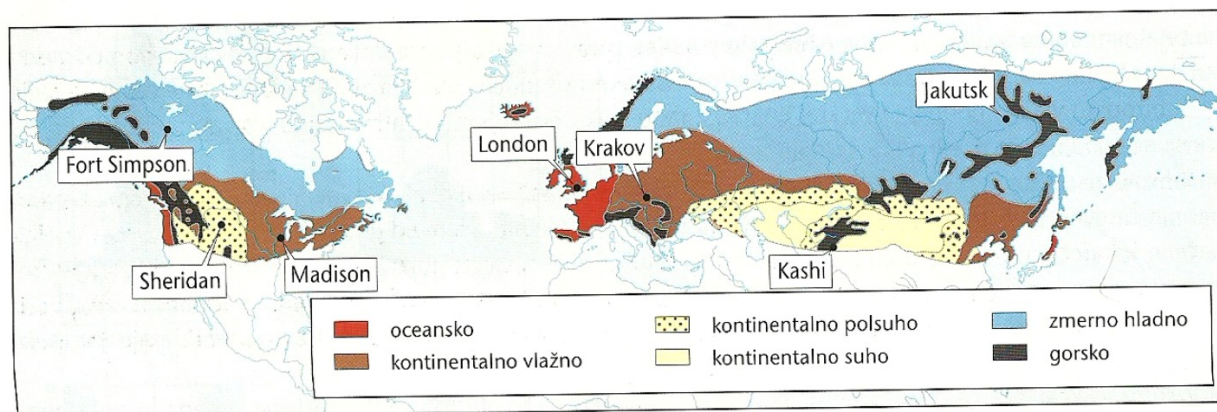 Jakutsk
London
Krakov
Fort Simpson
Sheridan
Madison
Kashi
oceansko
kontinentalno vlažno
kontinentalno polsuho
kontinentalno suho
zmerno hladno
gorsko